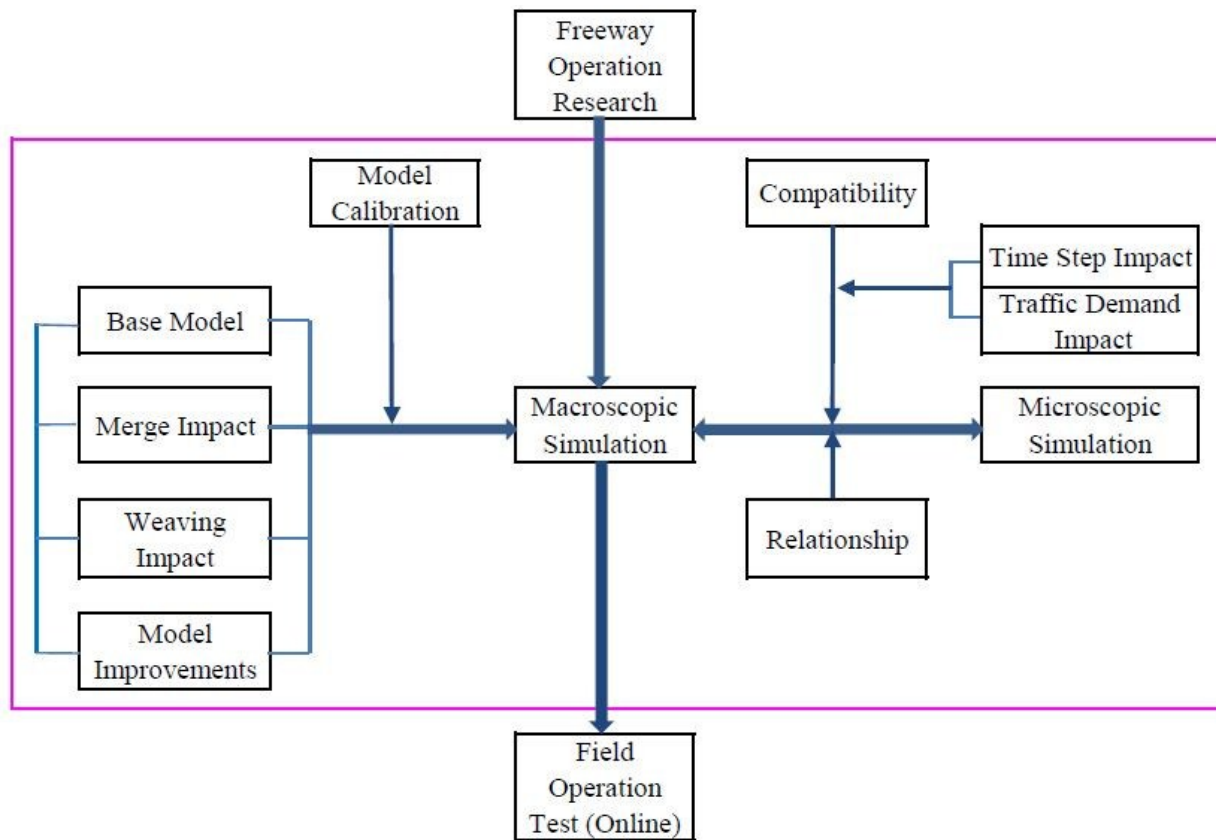 Freeway
Operation
Research
Model
Calibration
Compatibility
Time Step Impact
Traffic Demand
Impact
Base Model
Merge Impact
Macroscopic
Simulation
Microscopic
Simulation
Weaving
Impact
Relationship
Model
Improvements
Field
Operation
Test (Online)